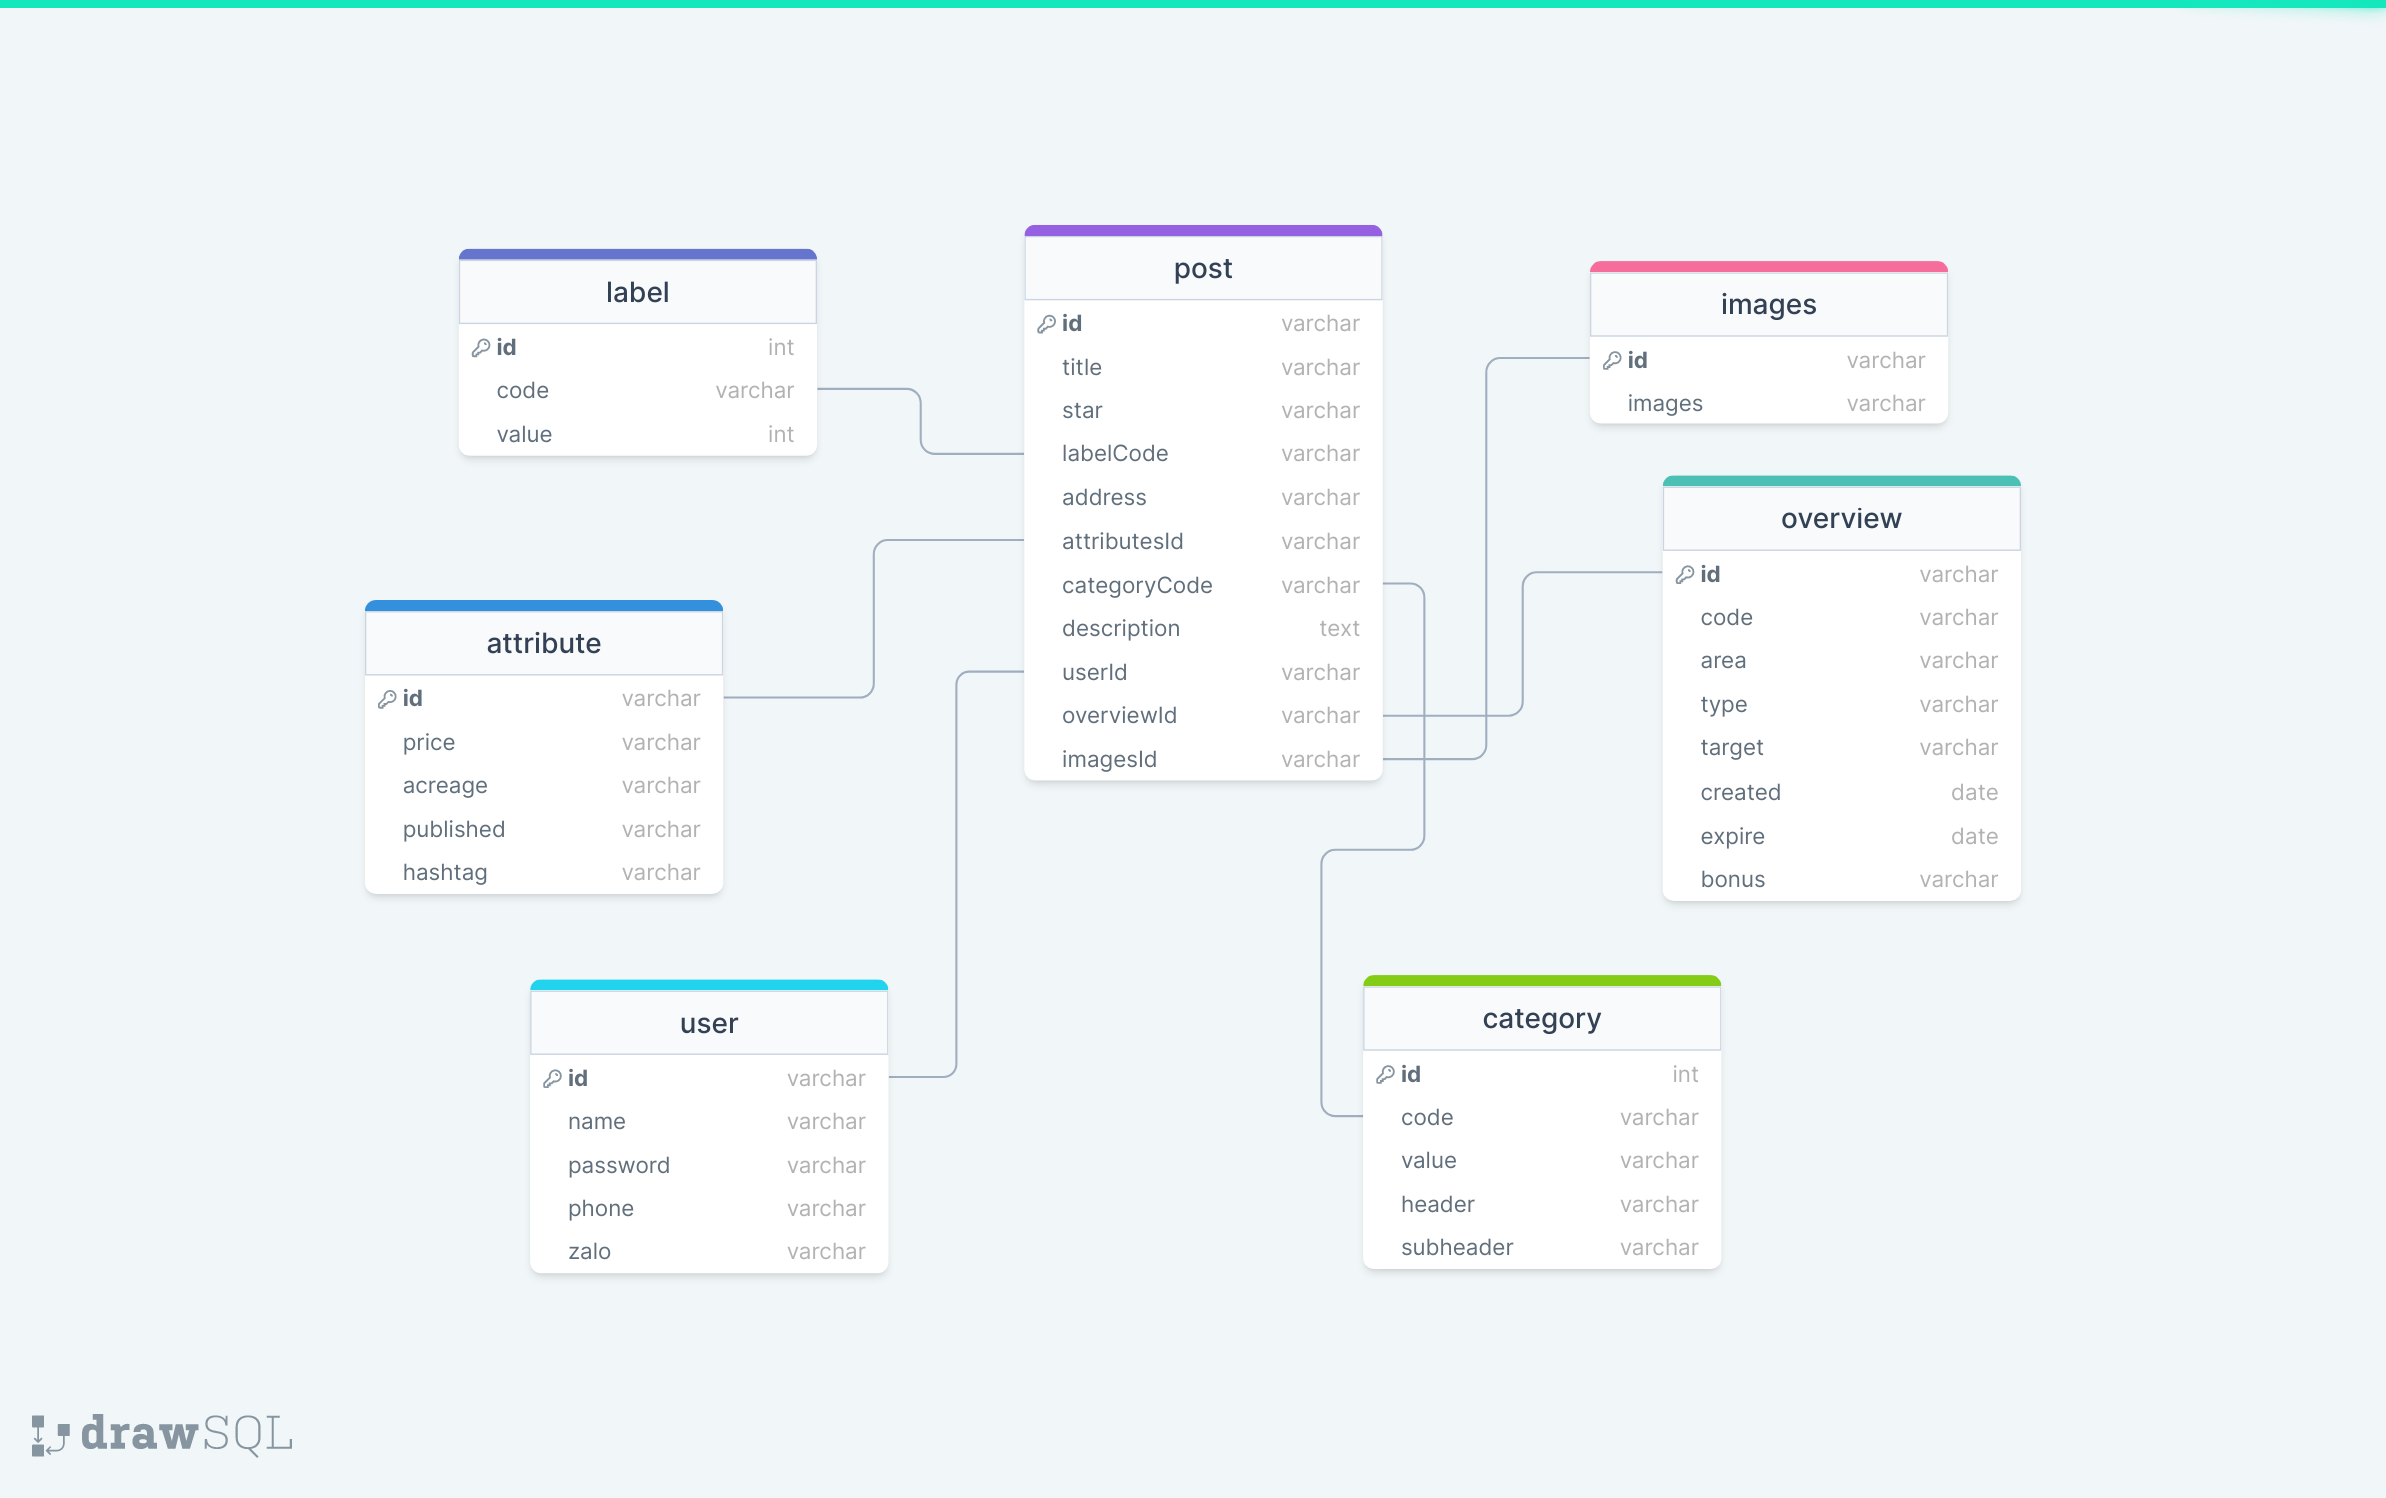 label
id int
code varchar
value int
post
id varchar
title varchar
star varchar
labelCode varchar
address varchar
attributesId varchar
categoryCode varchar
description text
userId varchar
overviewId varchar
imagesId varchar
images
id varchar
images varchar
overview
id varchar
code varchar
area varchar
type varchar
target varchar
created date
expire date
bonus varchar
attribute
id varchar
price varchar
acreage varchar
published varchar
hashtag varchar
user
id varchar
name varchar
password varchar
phone varchar
zalo varchar
category
id int
code varchar
value varchar
header varchar
subheader varchar
drawSQL